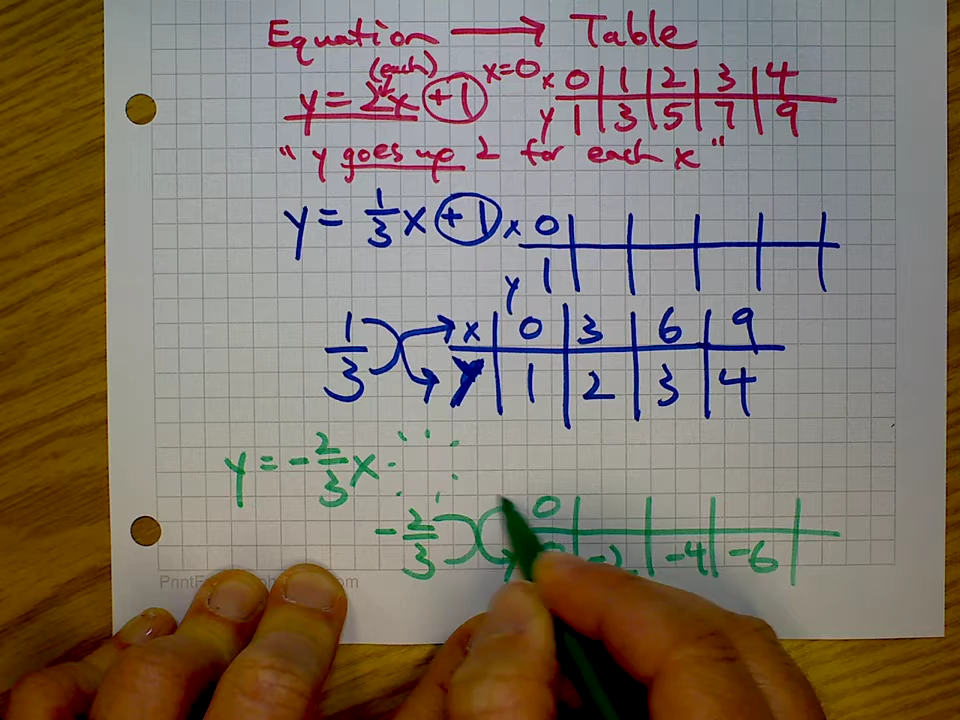 Equation → Table
(each)
y = 2x + 1 x=0 x 0 1 2 3 4
y 1 3 5 7 9
"y goes up 2 for each x"
y = 1/3 x + 1 x 0
y 1
1/3 x 0 3 6 9
y 1 2 3 4
y = -2/3 x
-2/3 0
-2 -4 -6